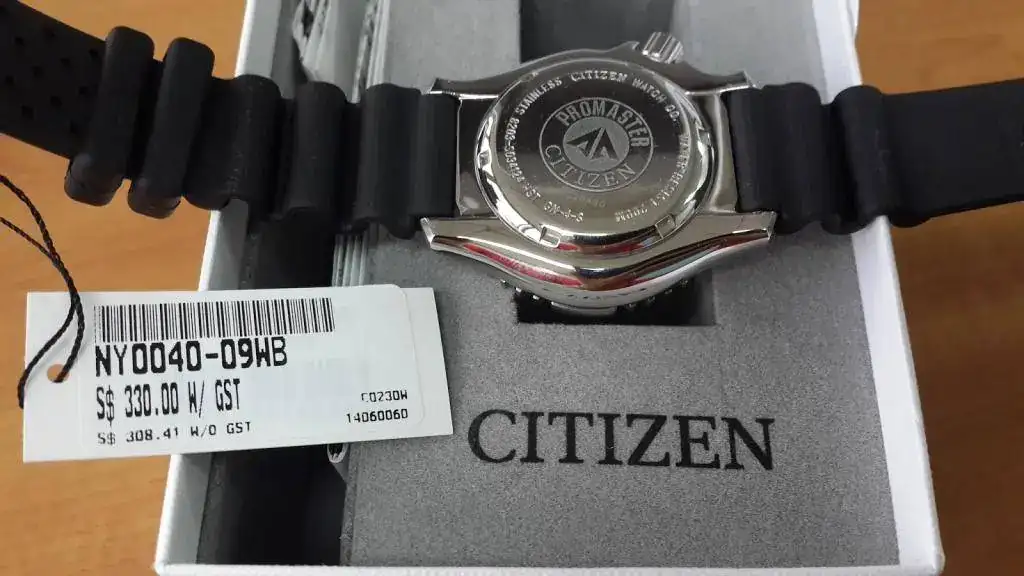 STAINLESS CITIZEN WATCH CO.
PROMASTER
CITIZEN
NY0040-09WB
S$ 330.00 W/ GST
S$ 308.41 W/O GST
C0230W
14060060
CITIZEN